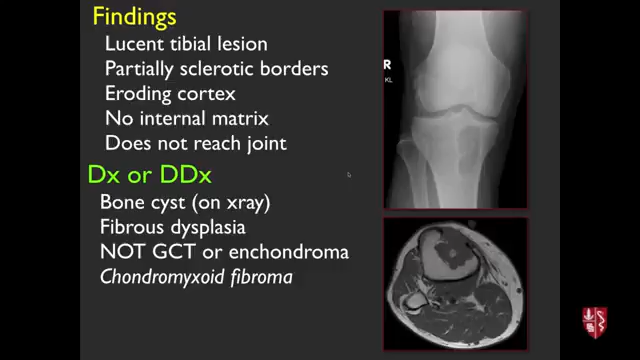 Findings
Lucent tibial lesion
Partially sclerotic borders
Eroding cortex
No internal matrix
Does not reach joint
Dx or DDx
Bone cyst (on xray)
Fibrous dysplasia
NOT GCT or enchondroma
Chondromyxoid fibroma
R
KL